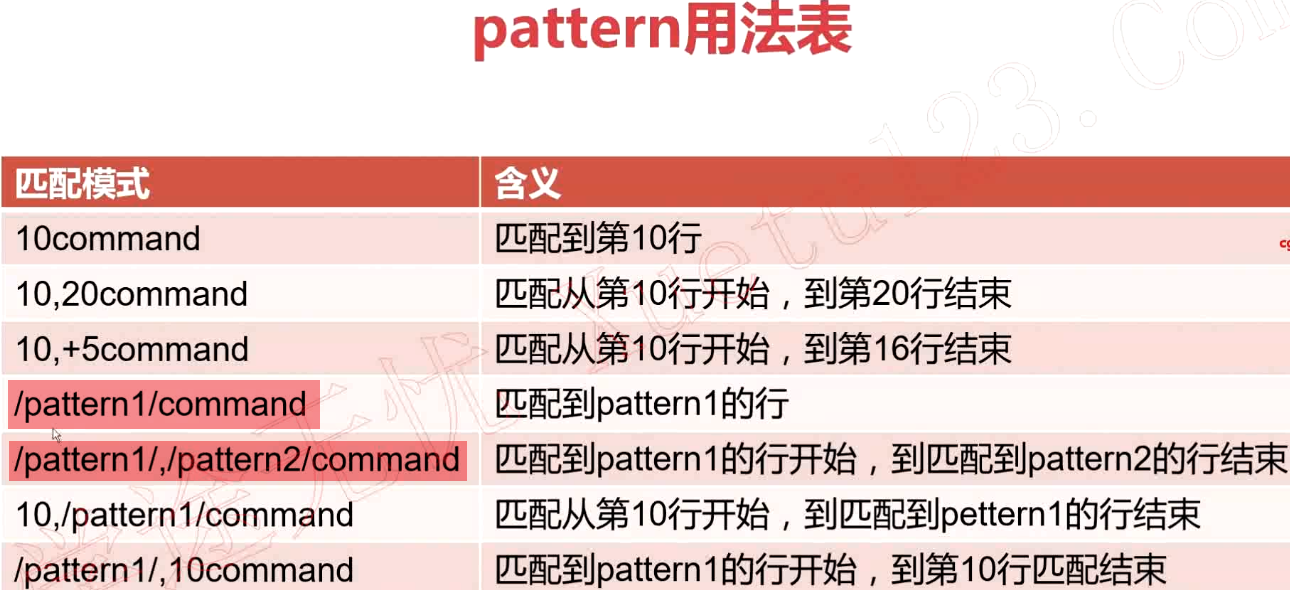 pattern用法表
匹配模式 含义
10command 匹配到第10行
10,20command 匹配从第10行开始，到第20行结束
10,+5command 匹配从第10行开始，到第16行结束
/pattern1/command 匹配到pattern1的行
/pattern1/,/pattern2/command 匹配到pattern1的行开始，到匹配到pattern2的行结束
10,/pattern1/command 匹配从第10行开始，到匹配到pettern1的行结束
/pattern1/,10command 匹配到pattern1的行开始，到第10行匹配结束
学途无忧 Xuetu123.Com